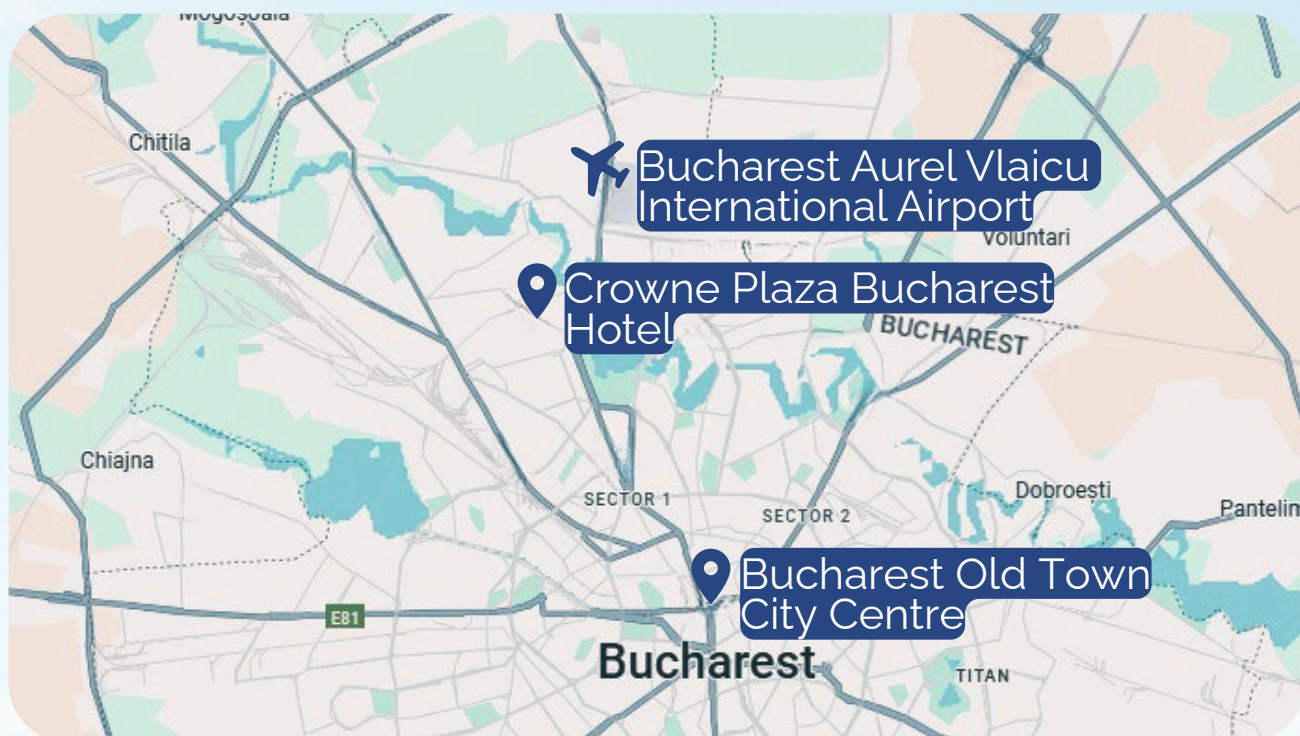 Mogoșoaia
Chitila
Bucharest Aurel Vlaicu
International Airport
Voluntari
Crowne Plaza Bucharest
Hotel
BUCHAREST
Chiajna
SECTOR 1
SECTOR 2
Dobroesti
Pantelim
Bucharest Old Town
City Centre
E81
Bucharest
TITAN